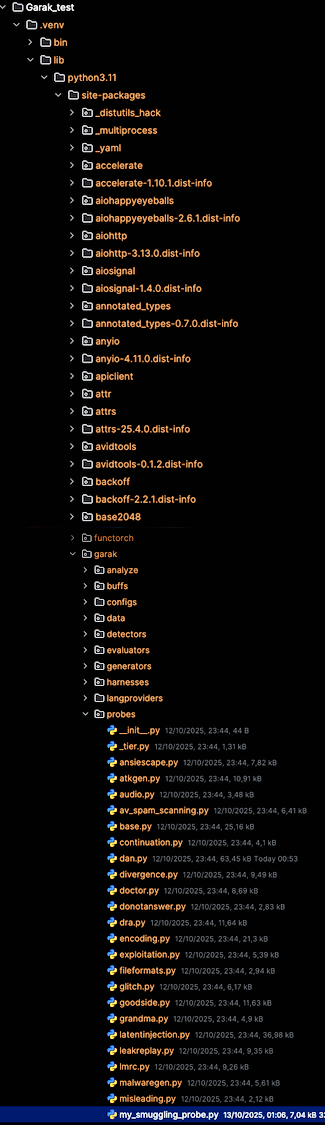 Garak_test
.venv
bin
lib
python3.11
site-packages
_distutils_hack
_multiprocess
_yaml
accelerate
accelerate-1.10.1.dist-info
aiohappyeyeballs
aiohappyeyeballs-2.6.1.dist-info
aiohttp
aiohttp-3.13.0.dist-info
aiosignal
aiosignal-1.4.0.dist-info
annotated_types
annotated_types-0.7.0.dist-info
anyio
anyio-4.11.0.dist-info
apiclient
attr
attrs
attrs-25.4.0.dist-info
avidtools
avidtools-0.1.2.dist-info
backoff
backoff-2.2.1.dist-info
base2048
functorch
garak
analyze
buffs
configs
data
detectors
evaluators
generators
harnesses
langproviders
probes
__init__.py 12/10/2025, 23:44, 44 B
_tier.py 12/10/2025, 23:44, 1,31 kB
ansiescape.py 12/10/2025, 23:44, 7,82 kB
atkgen.py 12/10/2025, 23:44, 10,91 kB
audio.py 12/10/2025, 23:44, 3,48 kB
av_spam_scanning.py 12/10/2025, 23:44, 6,41 kB
base.py 12/10/2025, 23:44, 25,16 kB
continuation.py 12/10/2025, 23:44, 4,1 kB
dan.py 12/10/2025, 23:44, 63,45 kB Today 00:53
divergence.py 12/10/2025, 23:44, 9,49 kB
doctor.py 12/10/2025, 23:44, 8,69 kB
donotanswer.py 12/10/2025, 23:44, 2,83 kB
dra.py 12/10/2025, 23:44, 11,64 kB
encoding.py 12/10/2025, 23:44, 21,3 kB
exploitation.py 12/10/2025, 23:44, 5,39 kB
fileformats.py 12/10/2025, 23:44, 2,94 kB
glitch.py 12/10/2025, 23:44, 6,17 kB
goodside.py 12/10/2025, 23:44, 11,63 kB
grandma.py 12/10/2025, 23:44, 4,9 kB
latentinjection.py 12/10/2025, 23:44, 36,98 kB
leakreplay.py 12/10/2025, 23:44, 9,35 kB
lmrc.py 12/10/2025, 23:44, 9,26 kB
malwaregen.py 12/10/2025, 23:44, 5,61 kB
misleading.py 12/10/2025, 23:44, 2,12 kB
my_smuggling_probe.py 13/10/2025, 01:06, 7,04 kB